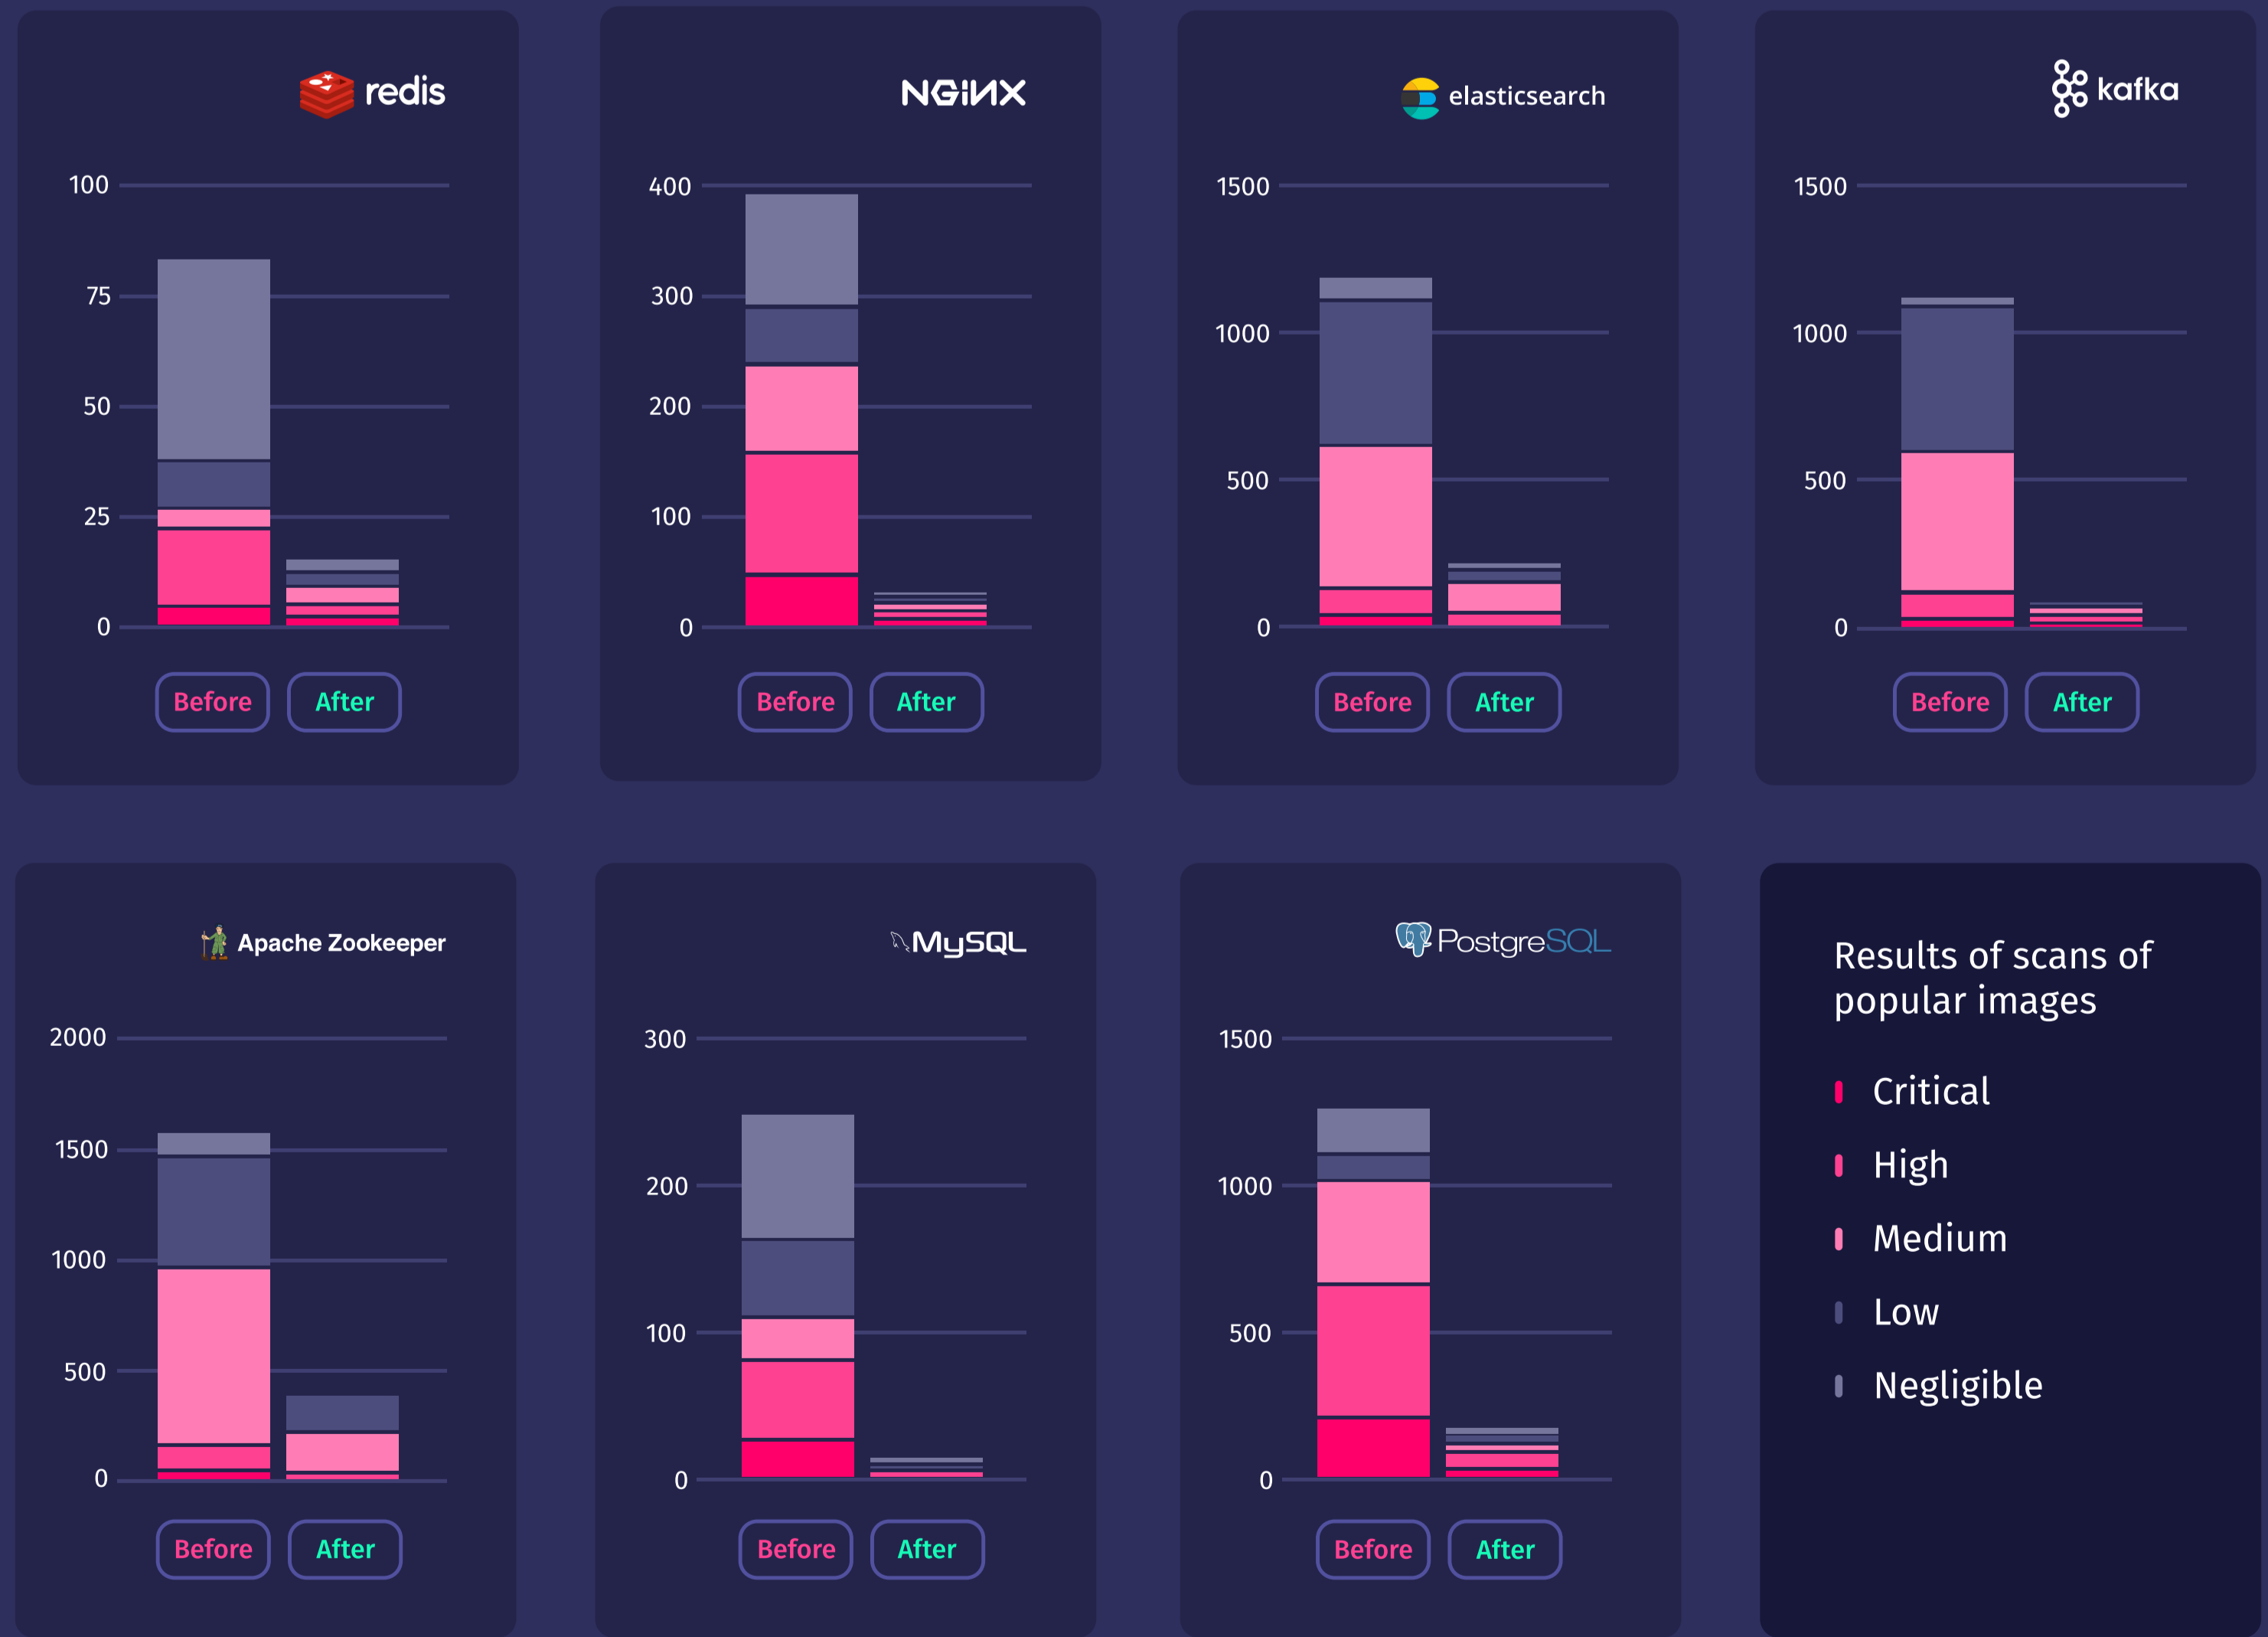 redis
100
75
50
25
0
Before After
NGINX
400
300
200
100
0
Before After
elasticsearch
1500
1000
500
0
Before After
kafka
1500
1000
500
0
Before After
Apache Zookeeper
2000
1500
1000
500
0
Before After
MySQL
300
200
100
0
Before After
PostgreSQL
1500
1000
500
0
Before After
Results of scans of
popular images
Critical
High
Medium
Low
Negligible